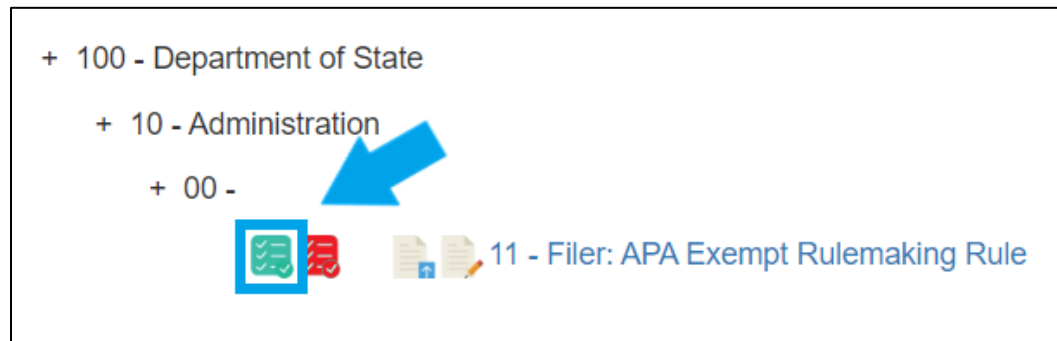 + 100 - Department of State
+ 10 - Administration
+ 00 -
11 - Filer: APA Exempt Rulemaking Rule